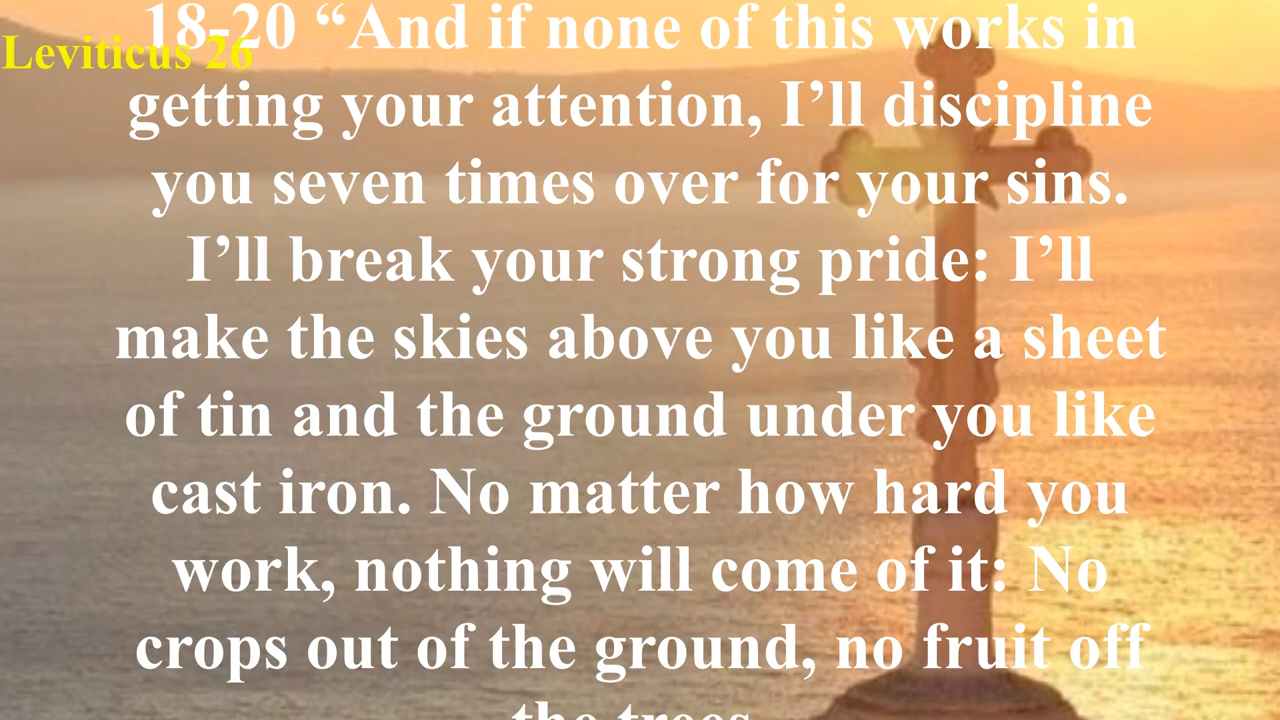 18-20 “And if none of this works in
Leviticus 26
getting your attention, I’ll discipline
you seven times over for your sins.
I’ll break your strong pride: I’ll
make the skies above you like a sheet
of tin and the ground under you like
cast iron. No matter how hard you
work, nothing will come of it: No
crops out of the ground, no fruit off
the trees.